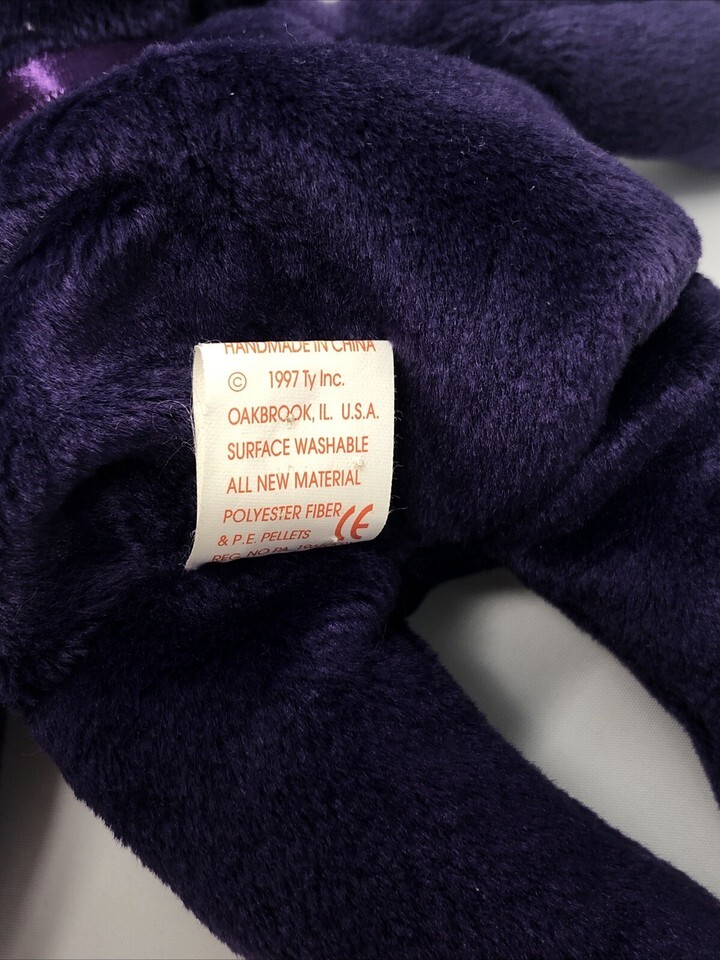 HANDMADE IN CHINA
© 1997 Ty Inc.
OAKBROOK, IL. U.S.A.
SURFACE WASHABLE
ALL NEW MATERIAL
POLYESTER FIBER
& P.E. PELLETS CE
REG. NO PA.